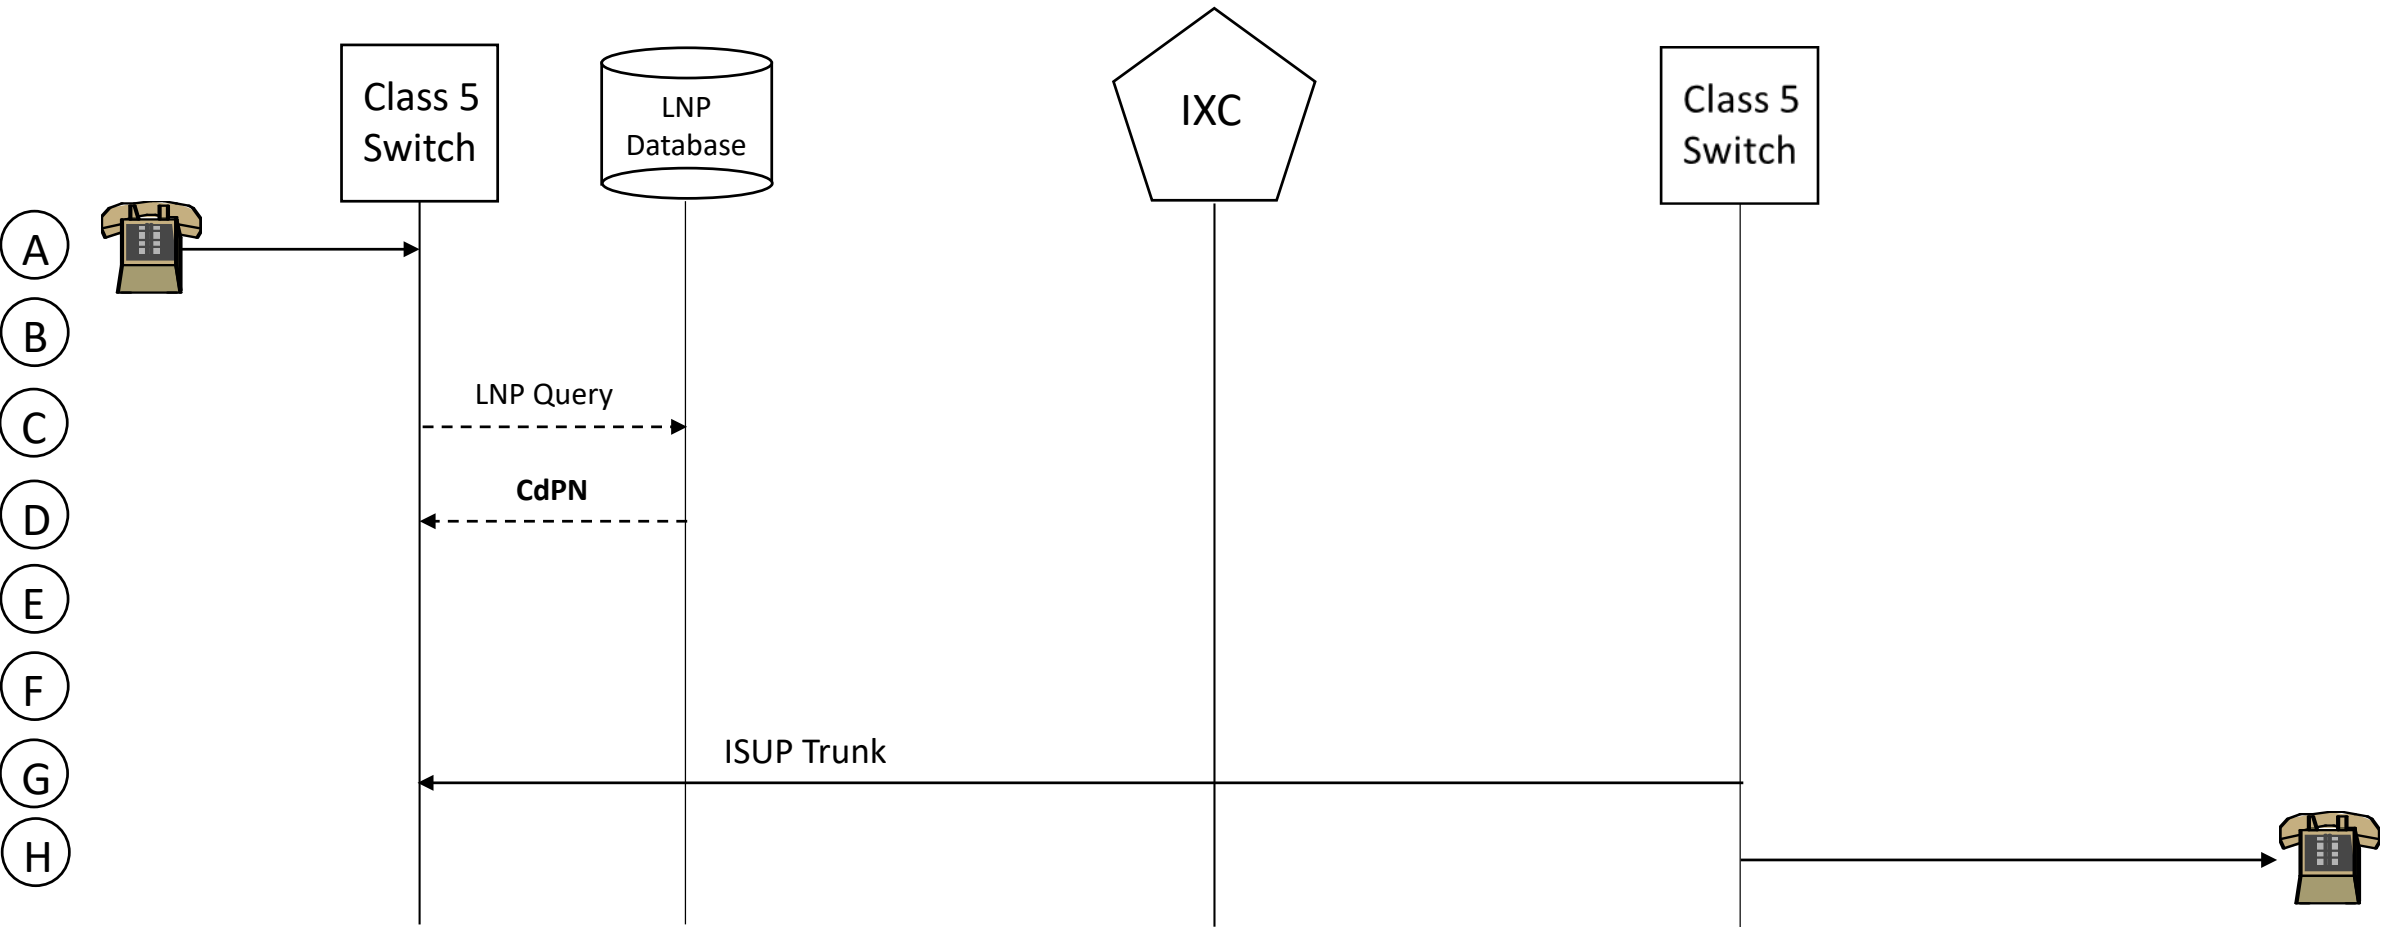 Class 5
Switch
LNP
Database
IXC
Class 5
Switch
A
B
LNP Query
C
CdPN
D
E
F
ISUP Trunk
G
H